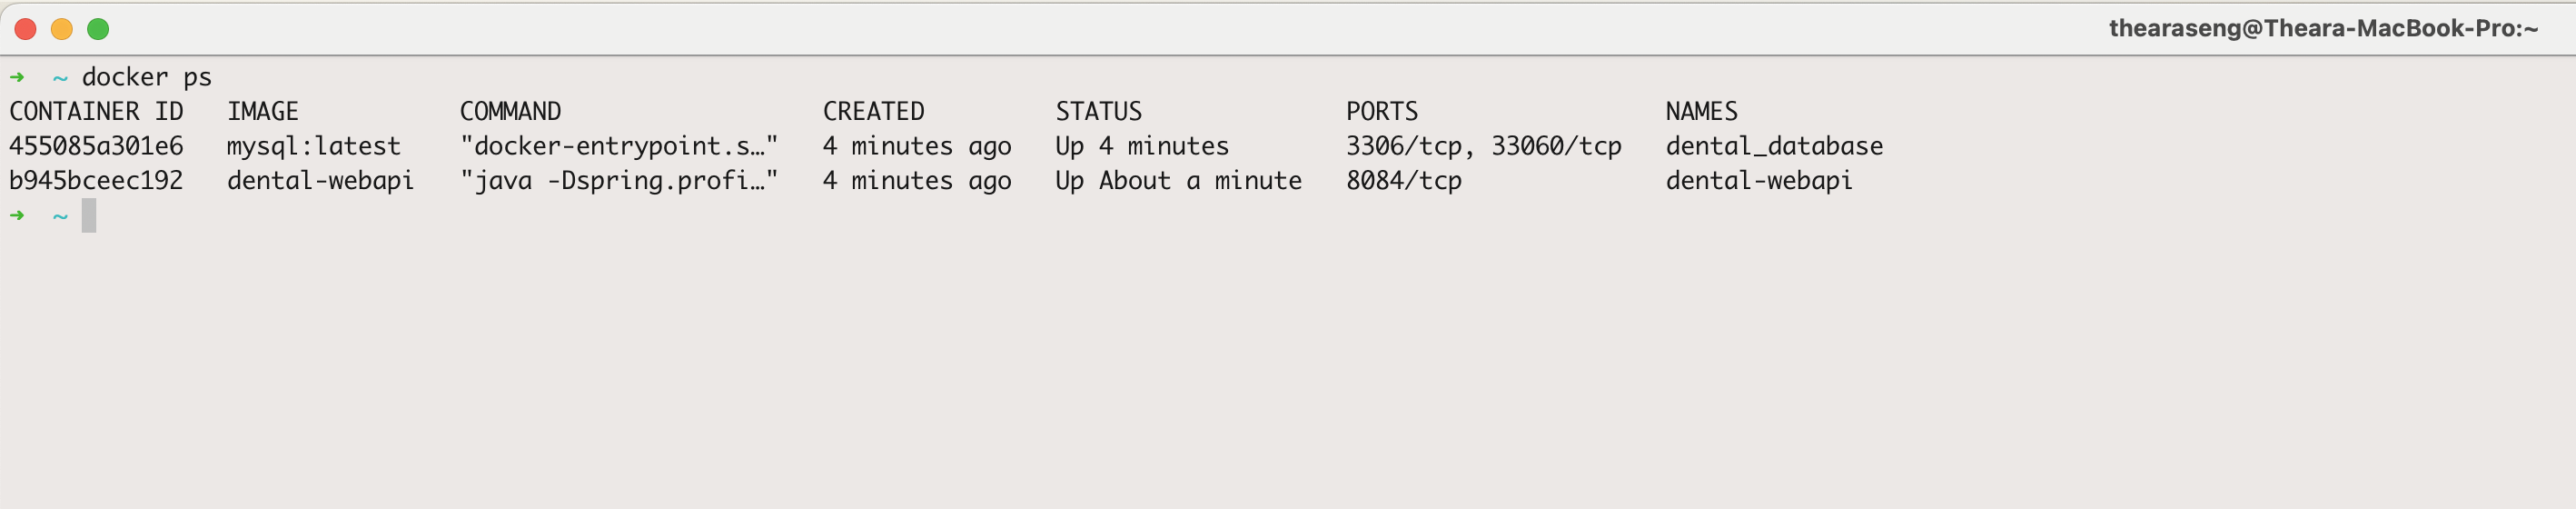 thearaseng@Theara-MacBook-Pro:~
➜  ~ docker ps
CONTAINER ID   IMAGE           COMMAND                  CREATED         STATUS              PORTS                 NAMES
455085a301e6   mysql:latest    "docker-entrypoint.s…"   4 minutes ago   Up 4 minutes        3306/tcp, 33060/tcp   dental_database
b945bceec192   dental-webapi   "java -Dspring.profi…"   4 minutes ago   Up About a minute   8084/tcp              dental-webapi
➜  ~